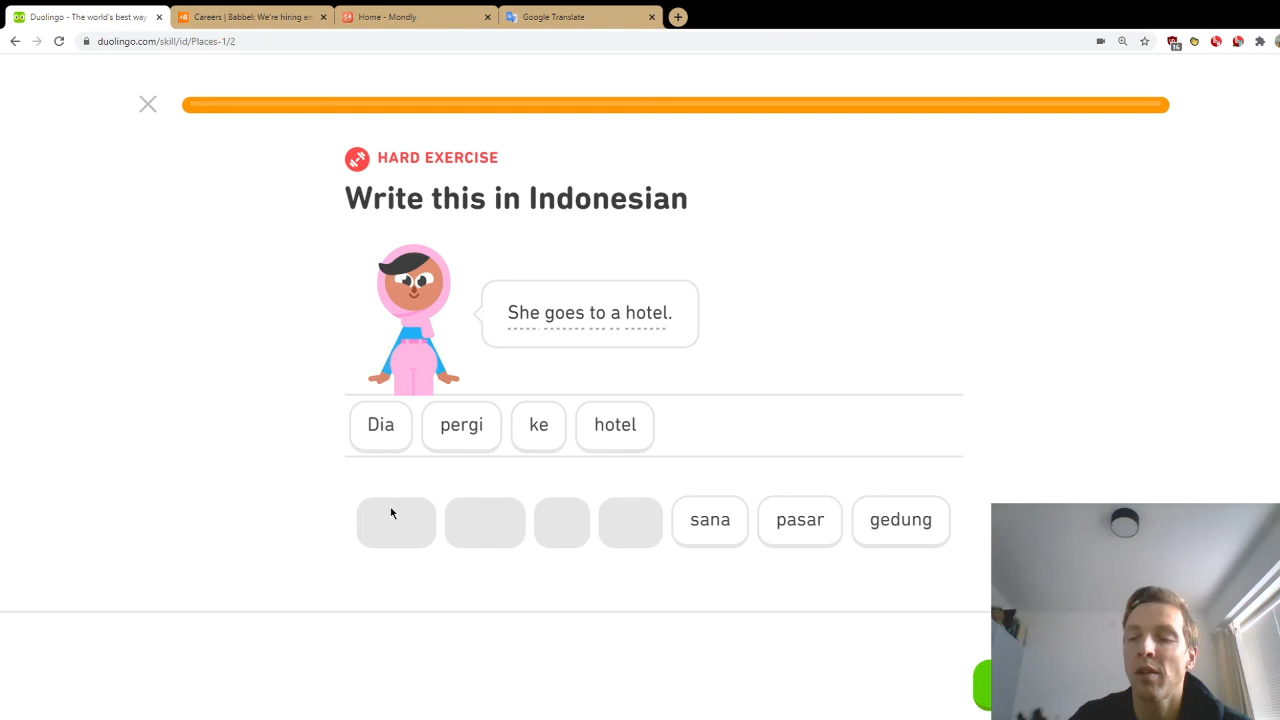 Duolingo - The world's best way
Careers | Babbel: We're hiring en
Home - Mondly
Google Translate
duolingo.com/skill/id/Places-1/2
16
HARD EXERCISE
Write this in Indonesian
She goes to a hotel.
Dia pergi ke hotel
sana pasar gedung